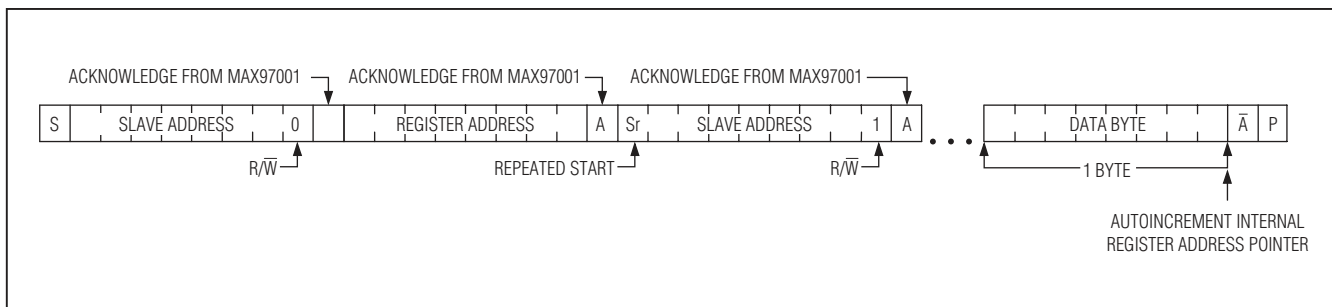 ACKNOWLEDGE FROM MAX97001 ACKNOWLEDGE FROM MAX97001 ACKNOWLEDGE FROM MAX97001
S SLAVE ADDRESS 0 REGISTER ADDRESS A Sr SLAVE ADDRESS 1 A ... DATA BYTE A̅ P
R/W̅ REPEATED START R/W̅ 1 BYTE
AUTOINCREMENT INTERNAL
REGISTER ADDRESS POINTER